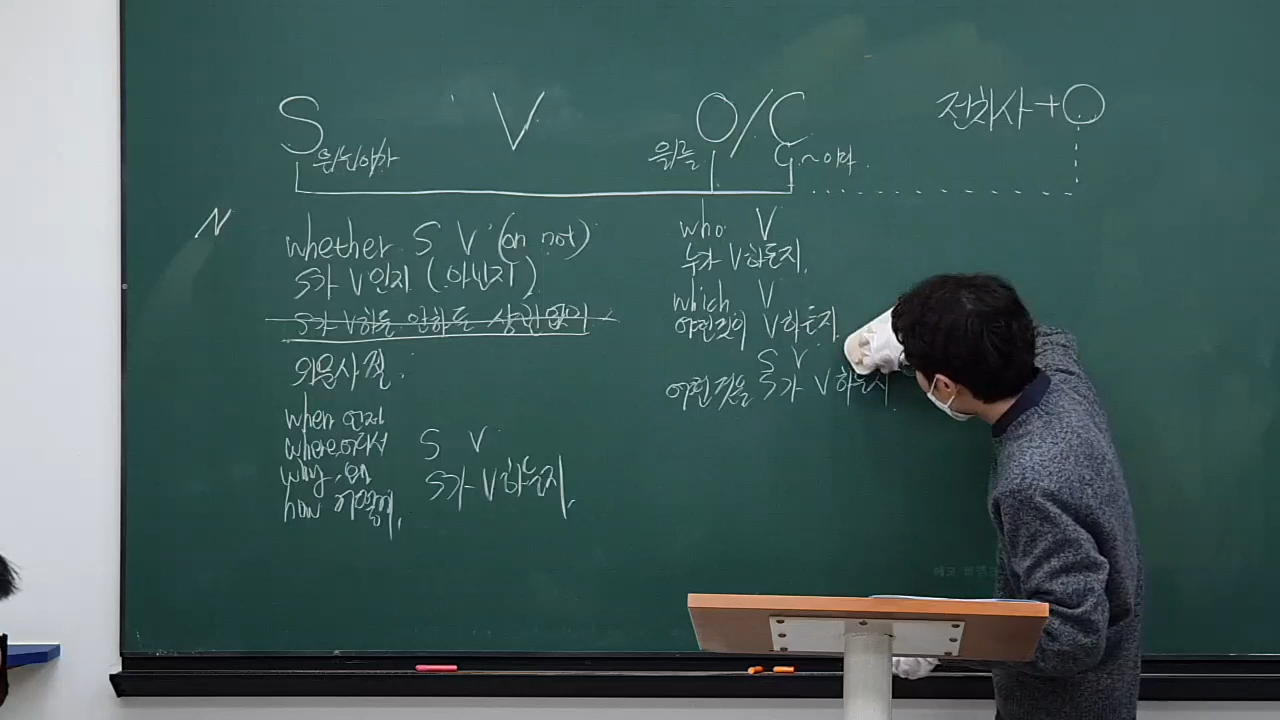 S V O/C 전치사+O
은는이가 을를 ~이다.
N
whether S V (or not)
S가 V인지 (아닌지)
S가 V하든 안하든 상관없이
의문사절.
when 언제
where 어디서
why 왜
how 어떻게,
S V
S가 V하는지.
who V
누가 V하는지.
which V
어떤것이 V하는지.
S V
어떤것을 S가 V하는지